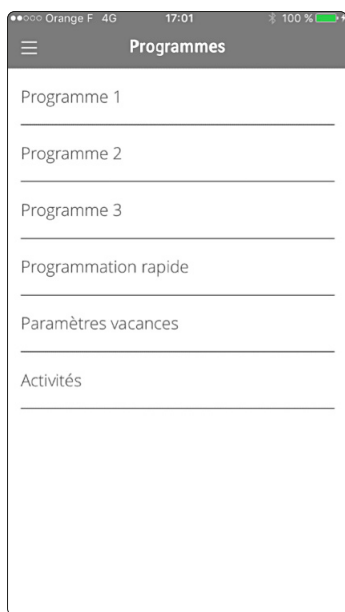 Orange F 4G 17:01 100 %
Programmes
Programme 1
Programme 2
Programme 3
Programmation rapide
Paramètres vacances
Activités